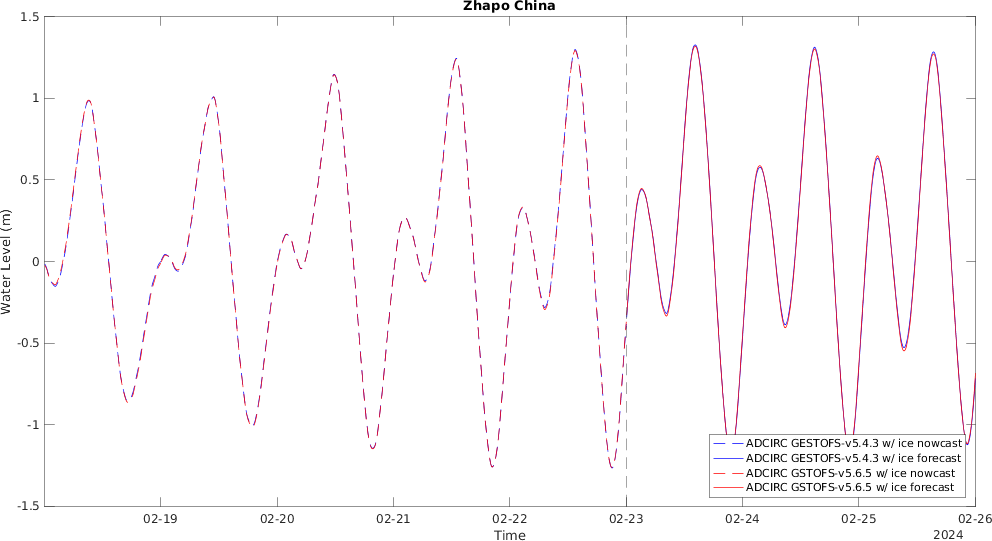 Zhapo China
1.5
1
0.5
0
-0.5
-1
-1.5
Water Level (m)
02-19
02-20
02-21
02-22
02-23
02-24
02-25
02-26
Time
2024
ADCIRC GESTOFS-v5.4.3 w/ ice nowcast
ADCIRC GESTOFS-v5.4.3 w/ ice forecast
ADCIRC GSTOFS-v5.6.5 w/ ice nowcast
ADCIRC GSTOFS-v5.6.5 w/ ice forecast